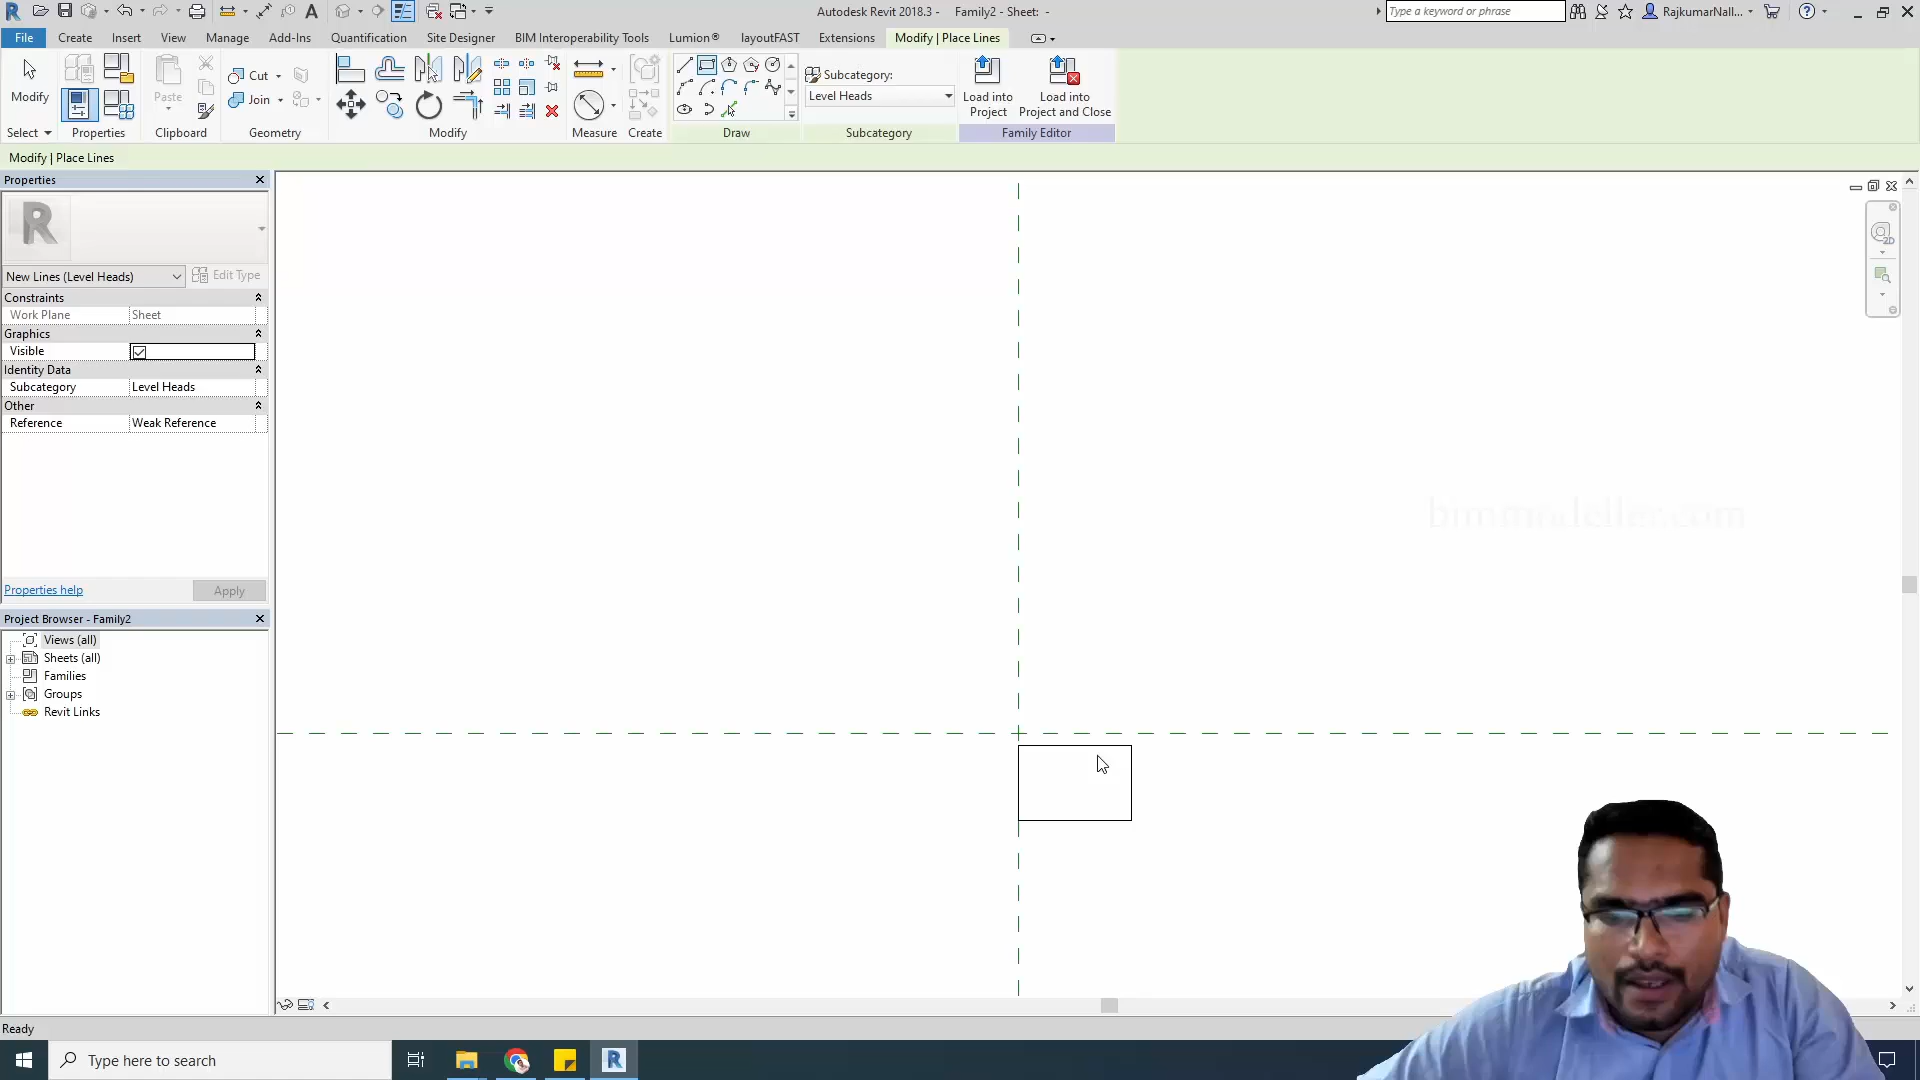 Autodesk Revit 2018.3 - Family2 - Sheet: -
Type a keyword or phrase
RajkumarNall...
File Create Insert View Manage Add-Ins Quantification Site Designer BIM Interoperability Tools Lumion® layoutFAST Extensions Modify | Place Lines
Modify
Paste
Cut
Join
Subcategory:
Level Heads
Load into
Project
Load into
Project and Close
Select Properties Clipboard Geometry Modify Measure Create Draw Subcategory Family Editor
Modify | Place Lines
Properties
New Lines (Level Heads)
Edit Type
Constraints
Work Plane Sheet
Graphics
Visible
Identity Data
Subcategory Level Heads
Other
Reference Weak Reference
Properties help
Apply
Project Browser - Family2
Views (all)
Sheets (all)
Families
Groups
Revit Links
bimmodeller.com
2D
Ready
Type here to search